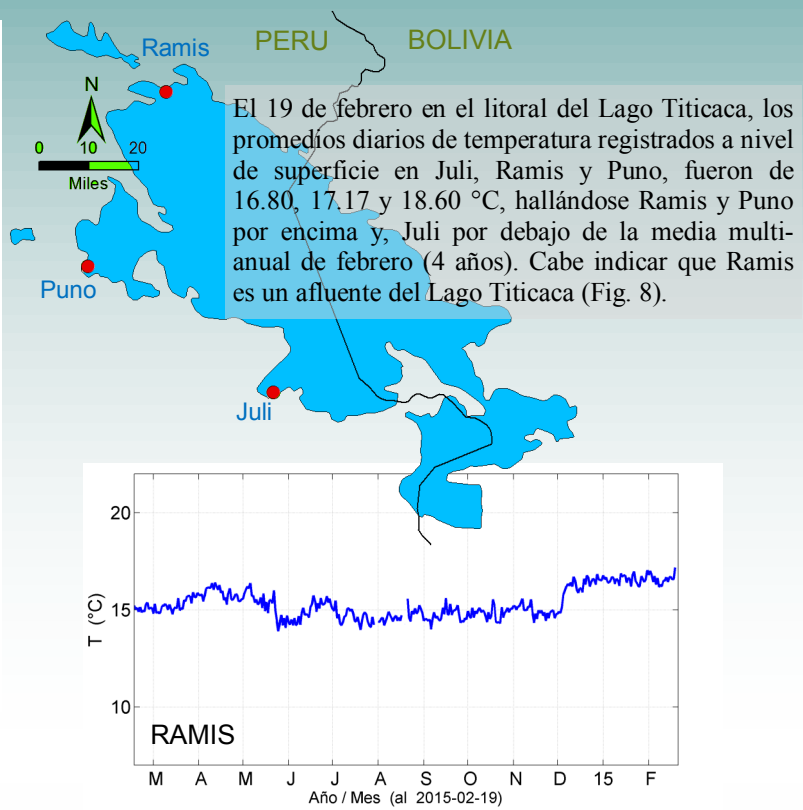 Ramis
PERU
BOLIVIA
N
0 10 20
Miles
El 19 de febrero en el litoral del Lago Titicaca, los
promedios diarios de temperatura registrados a nivel
de superficie en Juli, Ramis y Puno, fueron de
16.80, 17.17 y 18.60 °C, hallándose Ramis y Puno
por encima y, Juli por debajo de la media multi-
anual de febrero (4 años). Cabe indicar que Ramis
es un afluente del Lago Titicaca (Fig. 8).
Puno
Juli
20
15
10
T (°C)
RAMIS
M A M J J A S O N D 15 F
Año / Mes (al 2015-02-19)